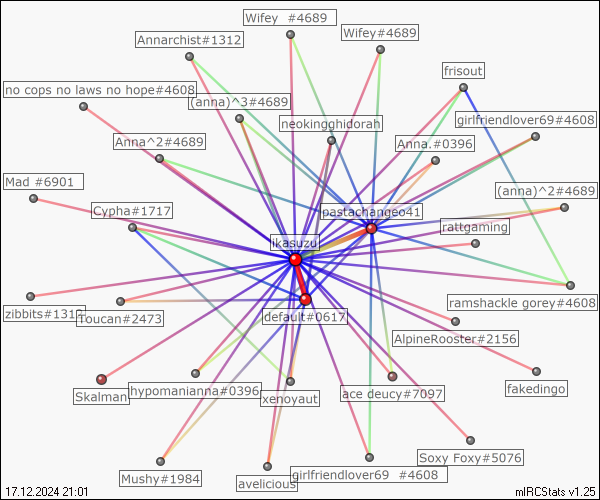 Wifey  #4689
Annarchist#1312
Wifey#4689
frisout
no cops no laws no hope#4608
(anna)^3#4689
neokingghidorah
girlfriendlover69#4608
Anna^2#4689
Anna.#0396
Mad #6901
(anna)^2#4689
Cypha#1717
pastachangeo41
rattgaming
ikasuzu
zibbits#1312
Toucan#2473
default#0617
ramshackle gorey#4608
AlpineRooster#2156
Skalman
hypomanianna#0396
xenoyaut
ace deucy#7097
fakedingo
Mushy#1984
avelicious
girlfriendlover69  #4608
Soxy Foxy#5076
17.12.2024 21:01
mIRCStats v1.25